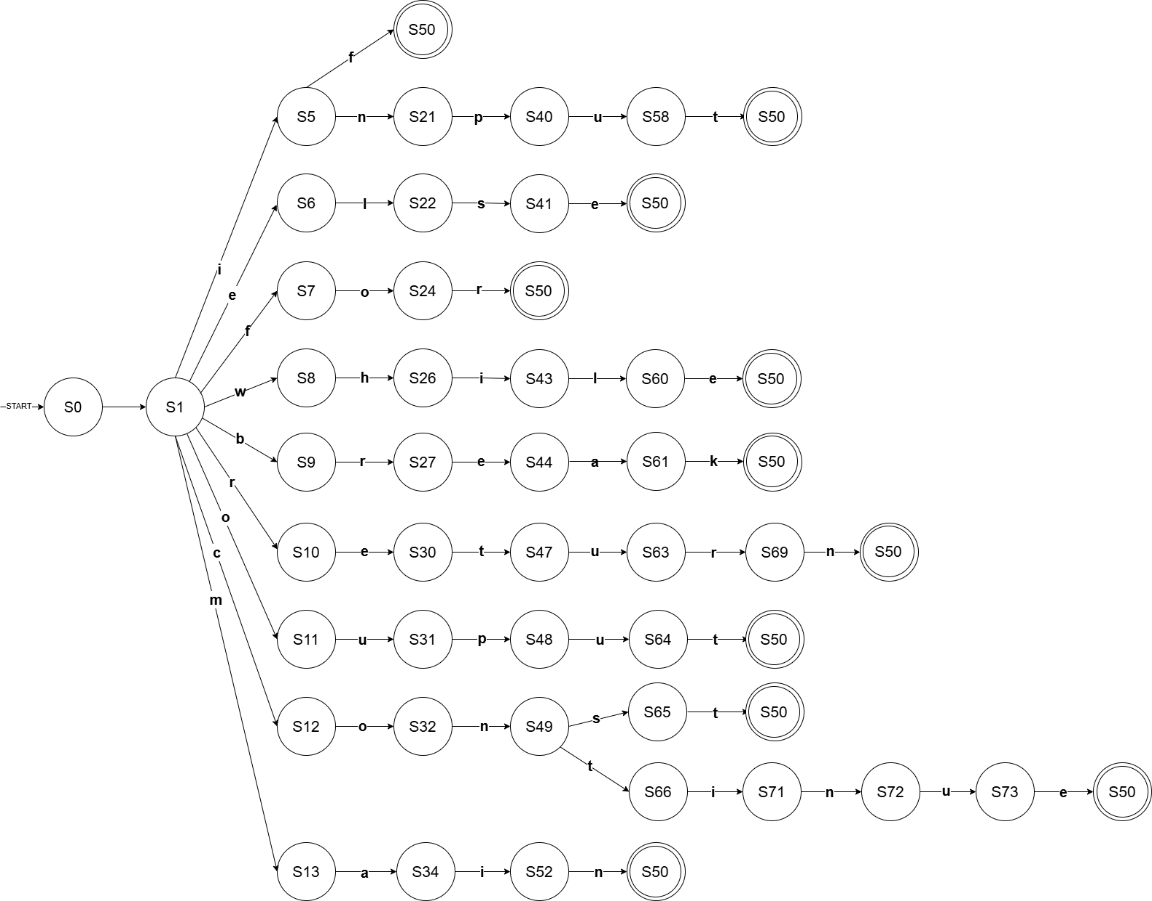 f S50
S5 n S21 p S40 u S58 t S50
S6 l S22 s S41 e S50
i
e
S7 o S24 r S50
f
w S8 h S26 i S43 l S60 e S50
START S0 S1
b S9 r S27 e S44 a S61 k S50
r
o
c S10 e S30 t S47 u S63 r S69 n S50
m
S11 u S31 p S48 u S64 t S50
S12 o S32 n S49 s S65 t S50
t S66 i S71 n S72 u S73 e S50
S13 a S34 i S52 n S50